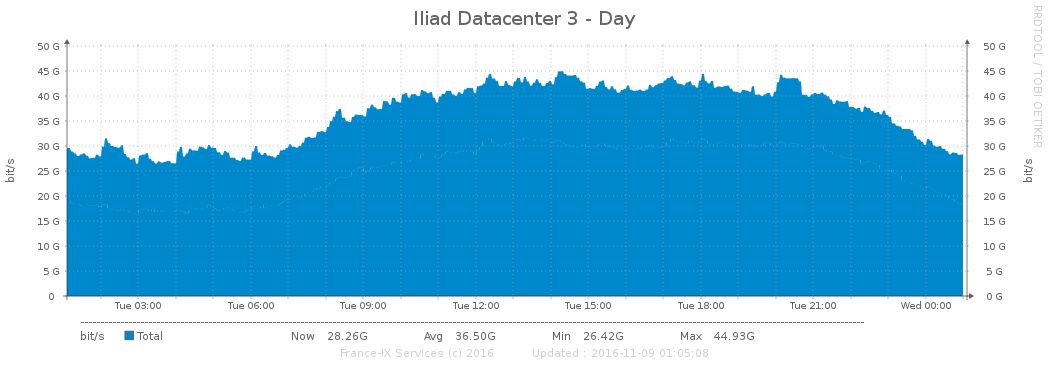 Iliad Datacenter 3 - Day
RRDTOOL / TOBI OETIKER
bit/s
50 G 50 G
45 G 45 G
40 G 40 G
35 G 35 G
30 G 30 G
25 G 25 G
20 G 20 G
15 G 15 G
10 G 10 G
5 G 5 G
0 0 G
bit/s
Tue 03:00 Tue 06:00 Tue 09:00 Tue 12:00 Tue 15:00 Tue 18:00 Tue 21:00 Wed 00:00
bit/s Total Now 28.26G Avg 36.50G Min 26.42G Max 44.93G
France-IX Services (c) 2016 Updated : 2016-11-09 01:05:08